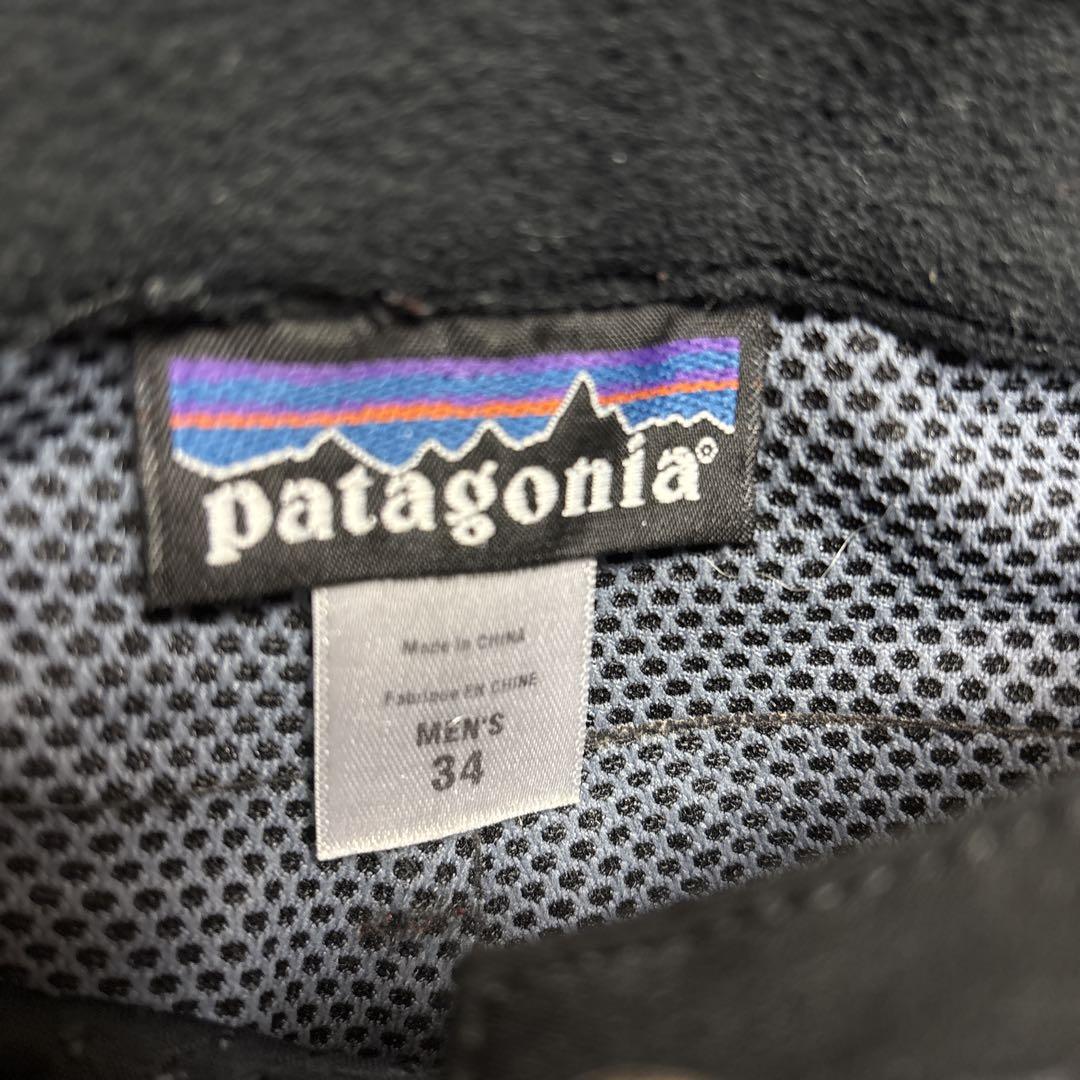 patagonia®
Made in CHINA
Fabriqué EN CHINE
MEN'S
34